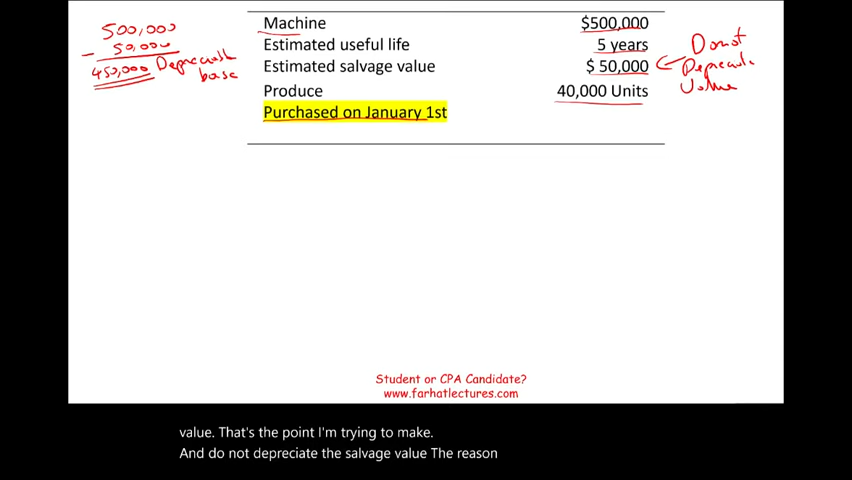 500,000
- 50,000
450,000 Depreciable
base
Machine $500,000
Estimated useful life 5 years
Estimated salvage value $ 50,000
Produce 40,000 Units
Purchased on January 1st
Do not
Value
Student or CPA Candidate?
www.farhatlectures.com
value. That's the point I'm trying to make.
And do not depreciate the salvage value The reason